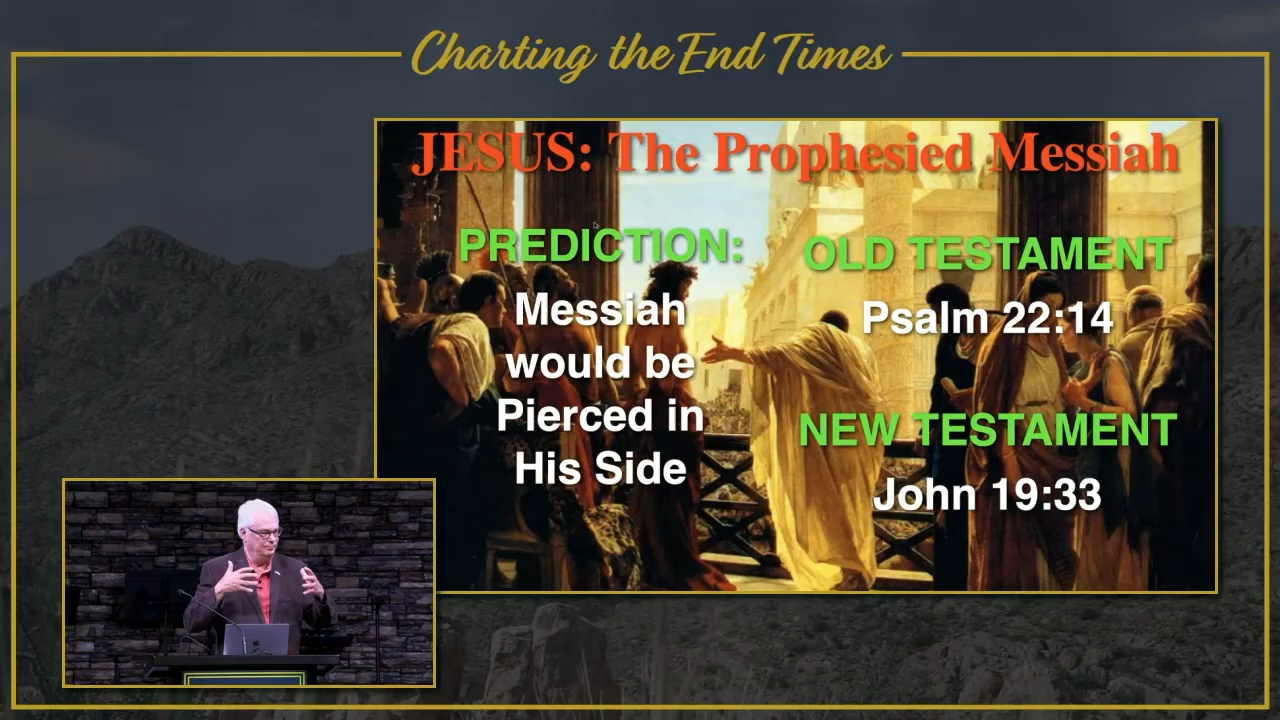 Charting the End Times
JESUS: The Prophesied Messiah
PREDICTION:
Messiah
would be
Pierced in
His Side
OLD TESTAMENT
Psalm 22:14
NEW TESTAMENT
John 19:33